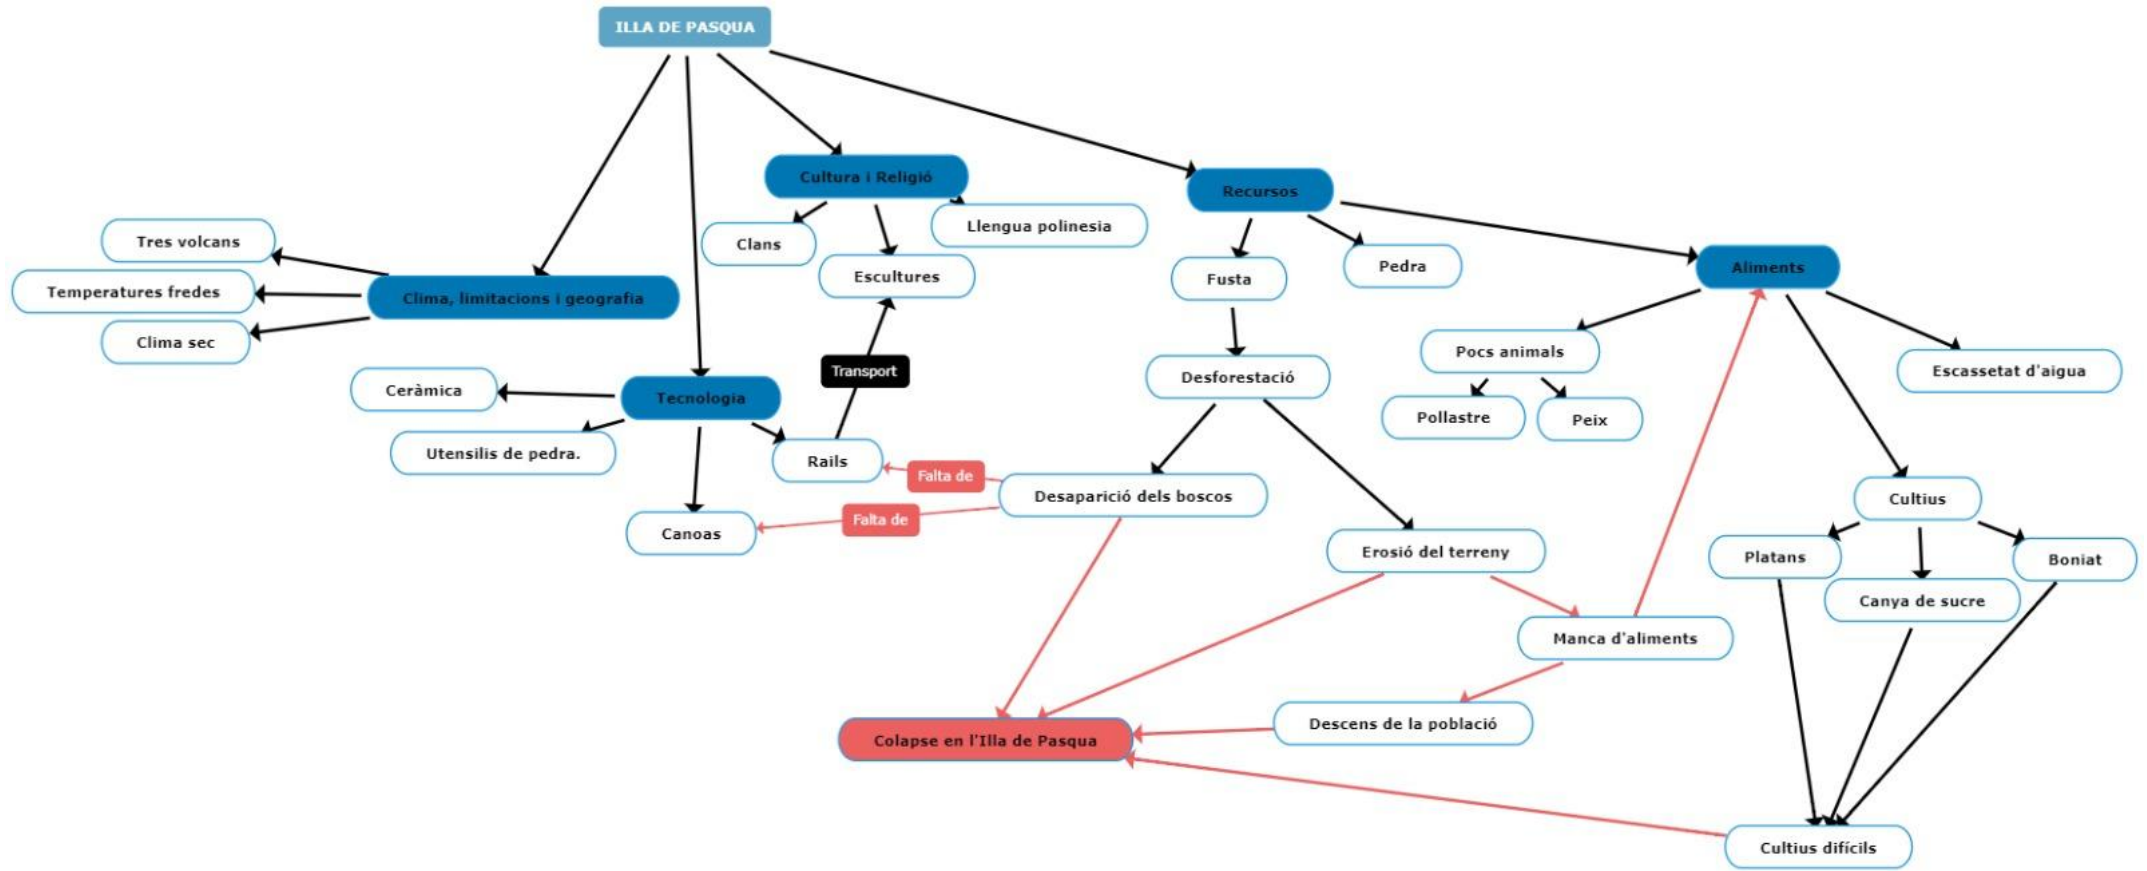 ILLA DE PASQUA
Cultura i Religió
Recursos
Clans
Llengua polinesia
Escultures
Tres volcans
Temperatures fredes
Clima sec
Clima, limitacions i geografia
Fusta
Pedra
Aliments
Transport
Pocs animals
Escassetat d'aigua
Desforestació
Ceràmica
Tecnologia
Pollastre
Peix
Utensilis de pedra.
Rails
Falta de
Desaparició dels boscos
Cultius
Falta de
Canoas
Erosió del terreny
Platans
Boniat
Canya de sucre
Manca d'aliments
Descens de la població
Colapse en l'Illa de Pasqua
Cultius difícils